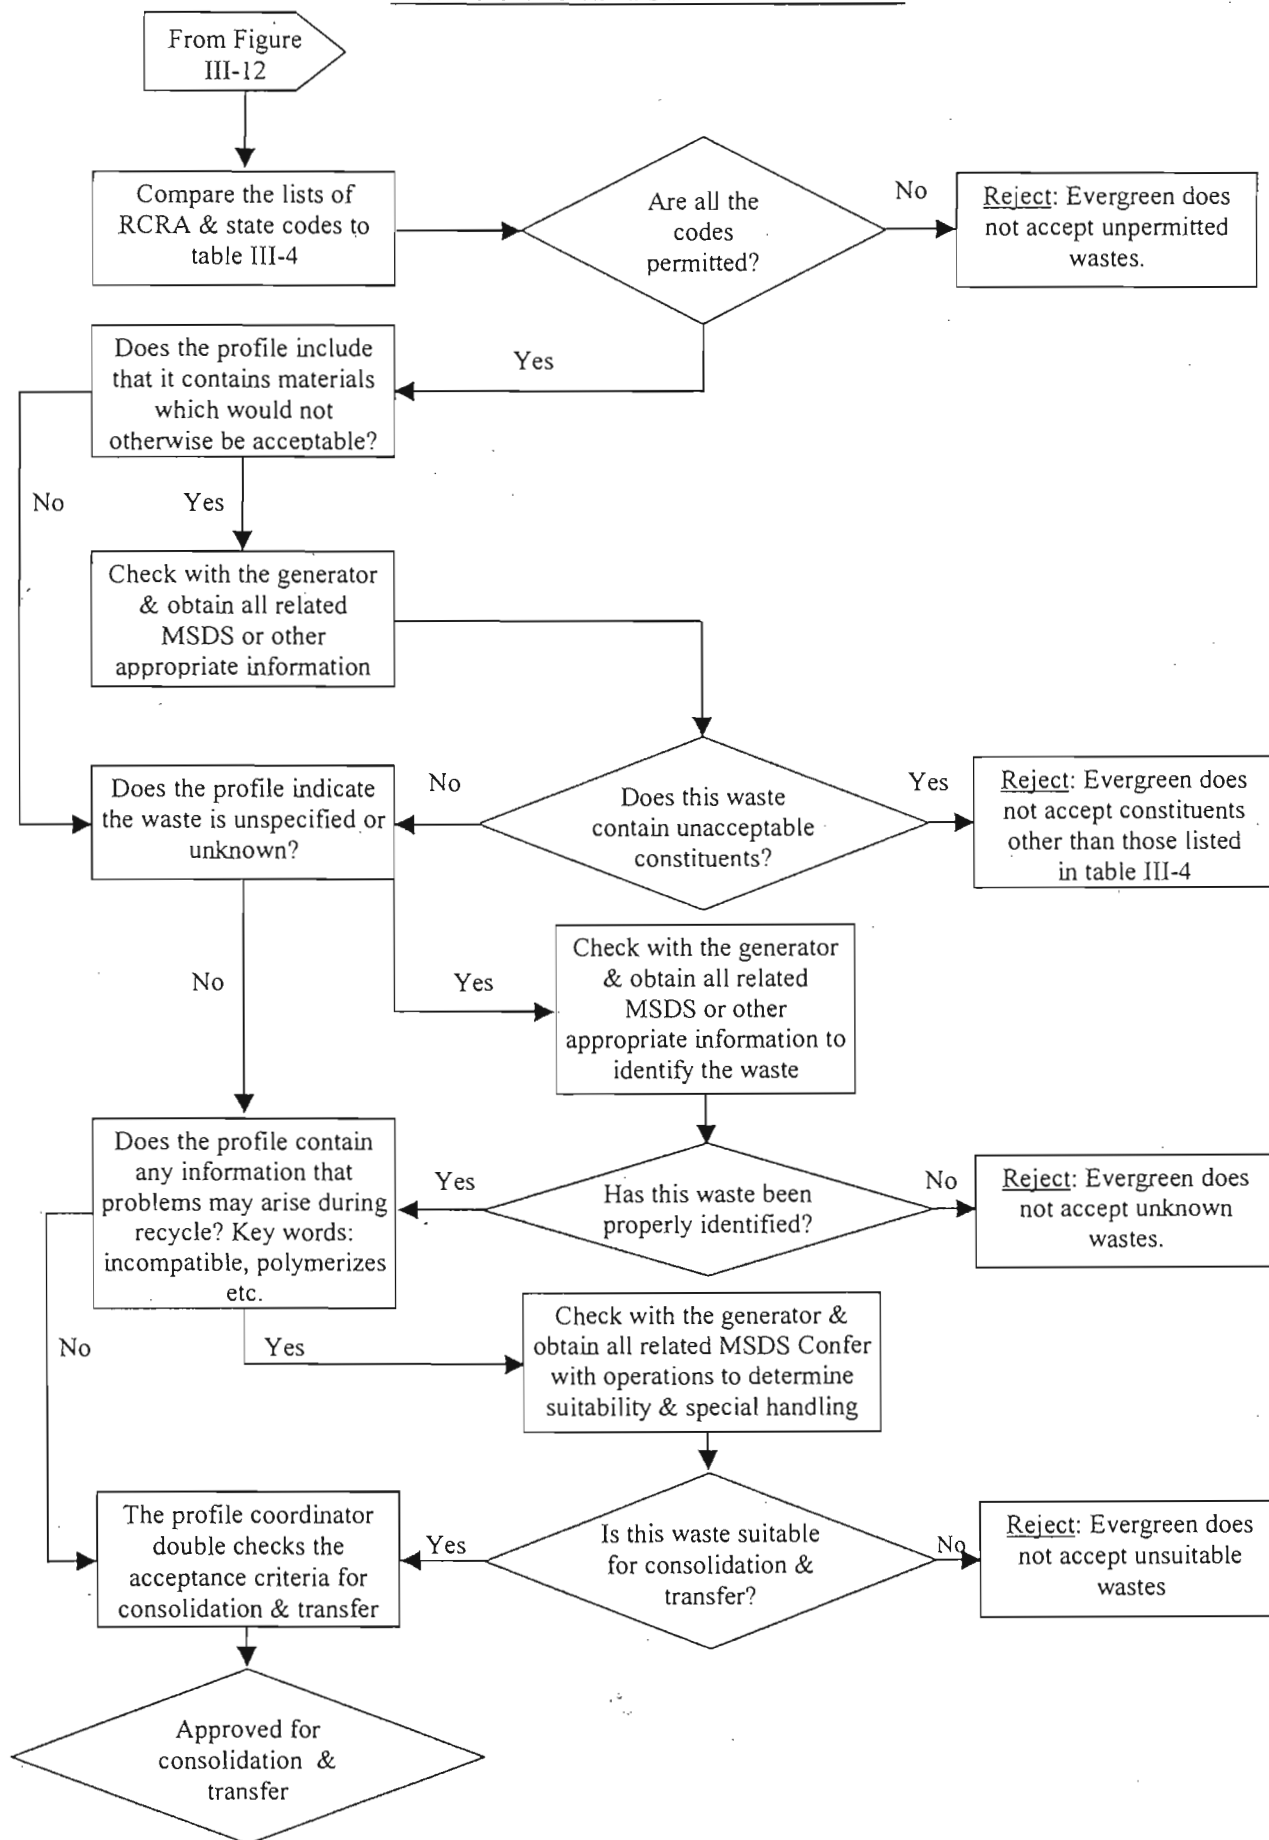 From Figure
III-12
Compare the lists of
RCRA & state codes to
table III-4
Are all the
codes
permitted?
No
Reject: Evergreen does
not accept unpermitted
wastes.
Yes
Does the profile include
that it contains materials
which would not
otherwise be acceptable?
No
Yes
Check with the generator
& obtain all related
MSDS or other
appropriate information
Does the profile indicate
the waste is unspecified or
unknown?
No
Does this waste
contain unacceptable
constituents?
Yes
Reject: Evergreen does
not accept constituents
other than those listed
in table III-4
No
Yes
Check with the generator
& obtain all related
MSDS or other
appropriate information to
identify the waste
Does the profile contain
any information that
problems may arise during
recycle? Key words:
incompatible, polymerizes
etc.
Yes
Has this waste been
properly identified?
No
Reject: Evergreen does
not accept unknown
wastes.
No
Yes
Check with the generator &
obtain all related MSDS Confer
with operations to determine
suitability & special handling
The profile coordinator
double checks the
acceptance criteria for
consolidation & transfer
Yes
Is this waste suitable
for consolidation &
transfer?
No
Reject: Evergreen does
not accept unsuitable
wastes
Approved for
consolidation &
transfer